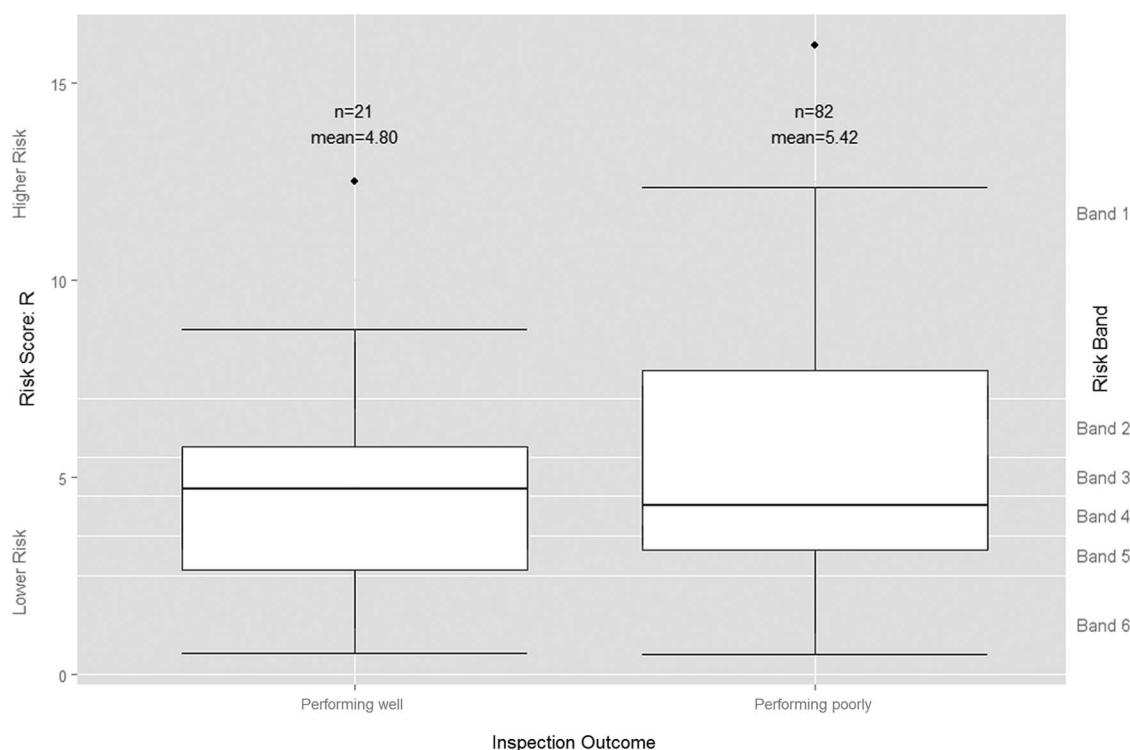 15
10
5
0
Higher Risk
Risk Score: R
Lower Risk
n=21
mean=4.80
n=82
mean=5.42
Band 1
Band 2
Band 3
Band 4
Band 5
Band 6
Risk Band
Performing well
Performing poorly
Inspection Outcome